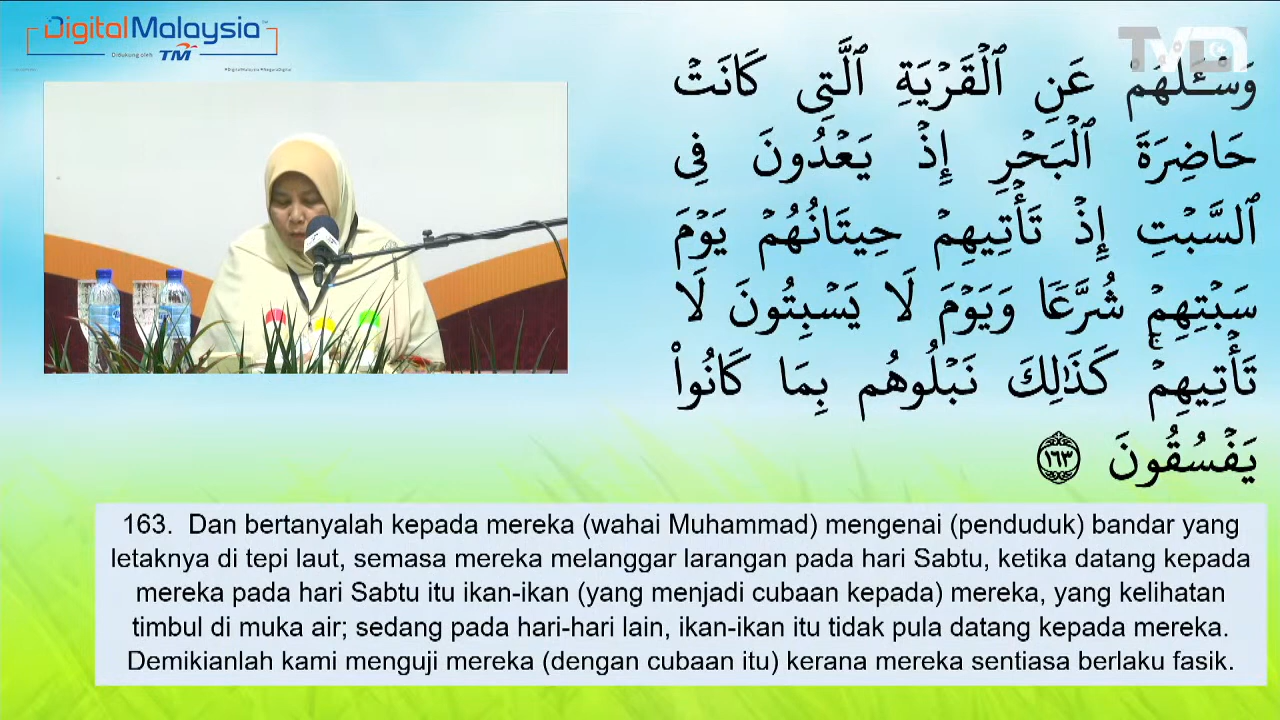 DigitalMalaysia
Didukung oleh TM
#DigitalMalaysia #NegaraDigital
وَسْـَٔلْهُمْ عَنِ ٱلْقَرْيَةِ ٱلَّتِى كَانَتْ
حَاضِرَةَ ٱلْبَحْرِ إِذْ يَعْدُونَ فِى
ٱلسَّبْتِ إِذْ تَأْتِيهِمْ حِيتَانُهُمْ يَوْمَ
سَبْتِهِمْ شُرَّعًا وَيَوْمَ لَا يَسْبِتُونَ لَا
تَأْتِيهِمْ ۚ كَذَٰلِكَ نَبْلُوهُم بِمَا كَانُوا۟
يَفْسُقُونَ ١٦٣
163. Dan bertanyalah kepada mereka (wahai Muhammad) mengenai (penduduk) bandar yang
letaknya di tepi laut, semasa mereka melanggar larangan pada hari Sabtu, ketika datang kepada
mereka pada hari Sabtu itu ikan-ikan (yang menjadi cubaan kepada) mereka, yang kelihatan
timbul di muka air; sedang pada hari-hari lain, ikan-ikan itu tidak pula datang kepada mereka.
Demikianlah kami menguji mereka (dengan cubaan itu) kerana mereka sentiasa berlaku fasik.